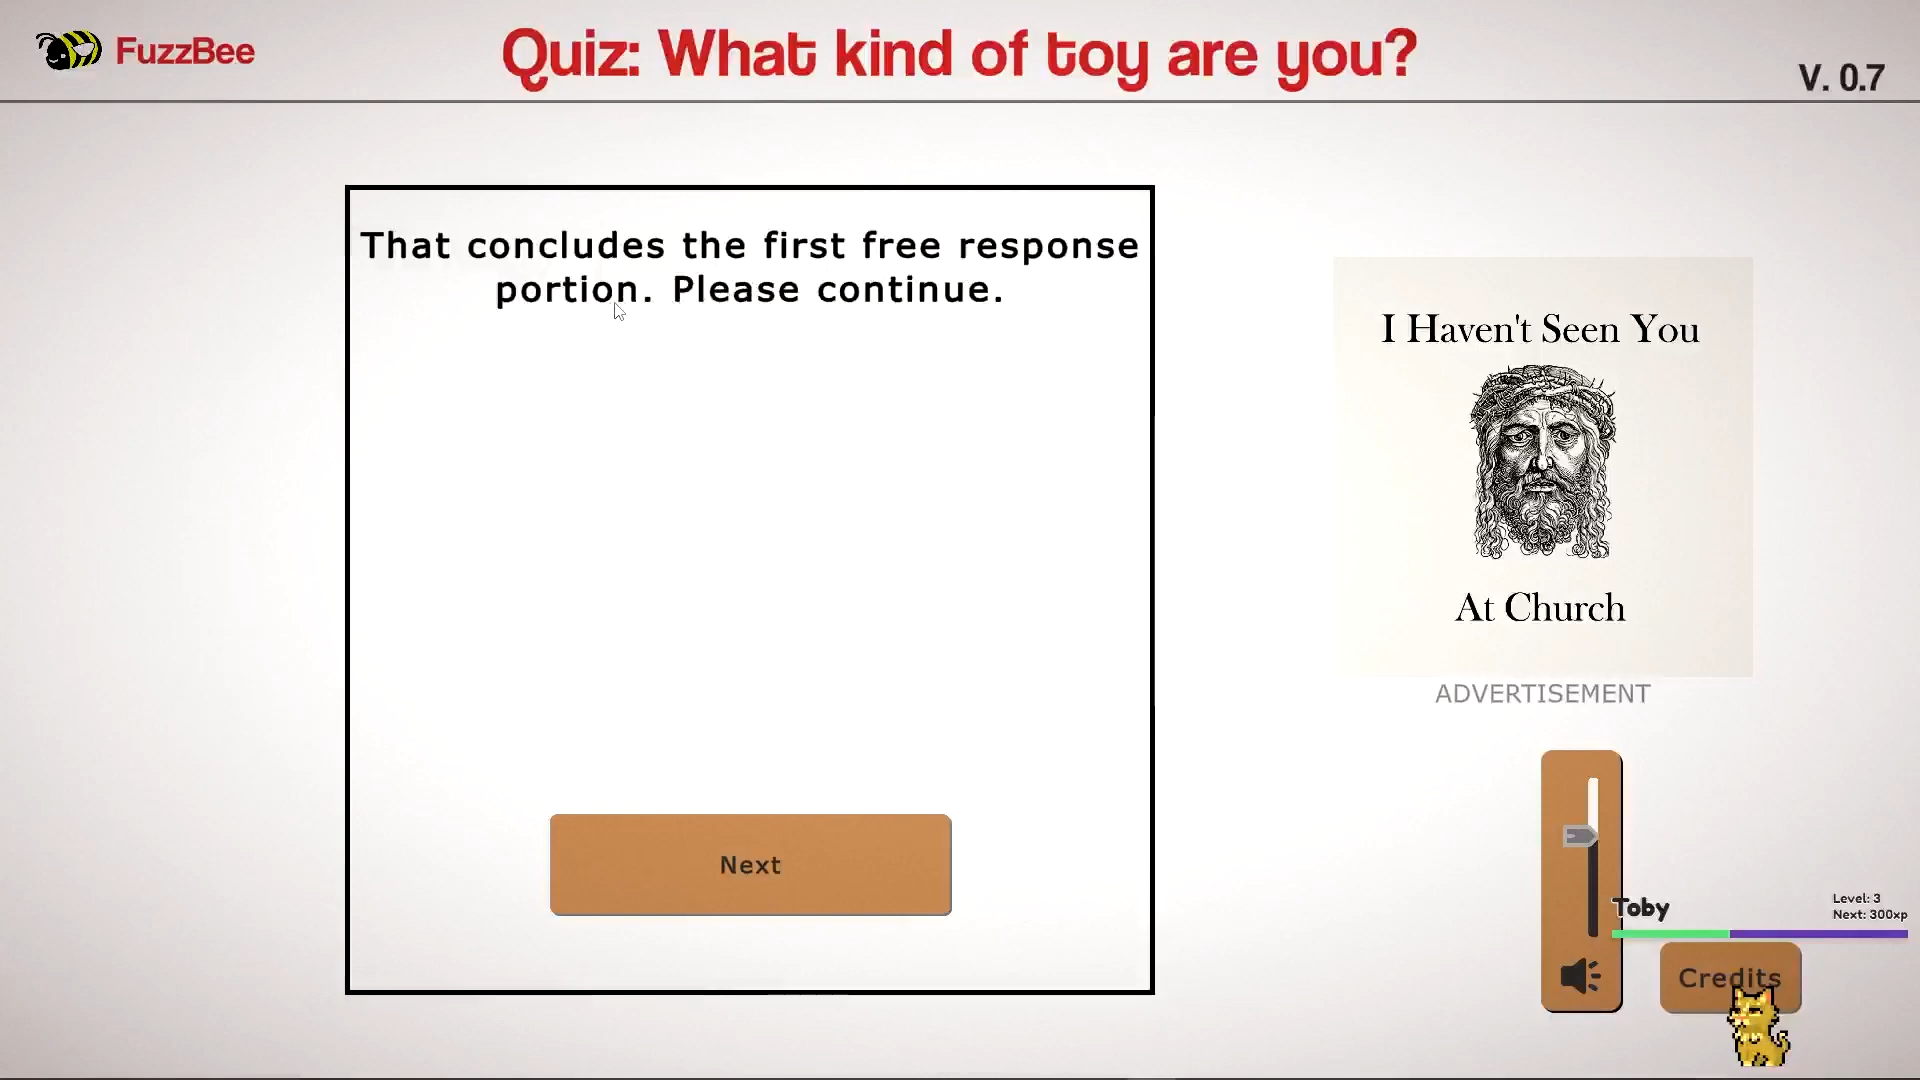 FuzzBee
Quiz: What kind of toy are you?
V. 0.7
That concludes the first free response
portion. Please continue.
Next
I Haven't Seen You
At Church
ADVERTISEMENT
Toby
Level: 3
Next: 300xp
Credits